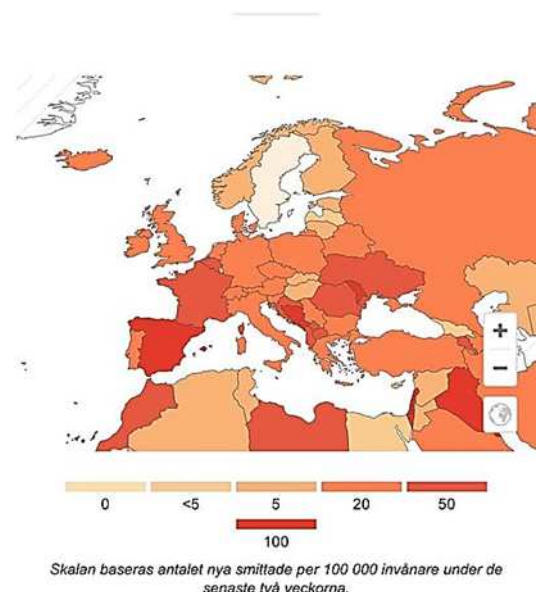 +
−
0 <5 5 20 50
100
Skalan baseras antalet nya smittade per 100 000 invånare under de
senaste två veckorna.